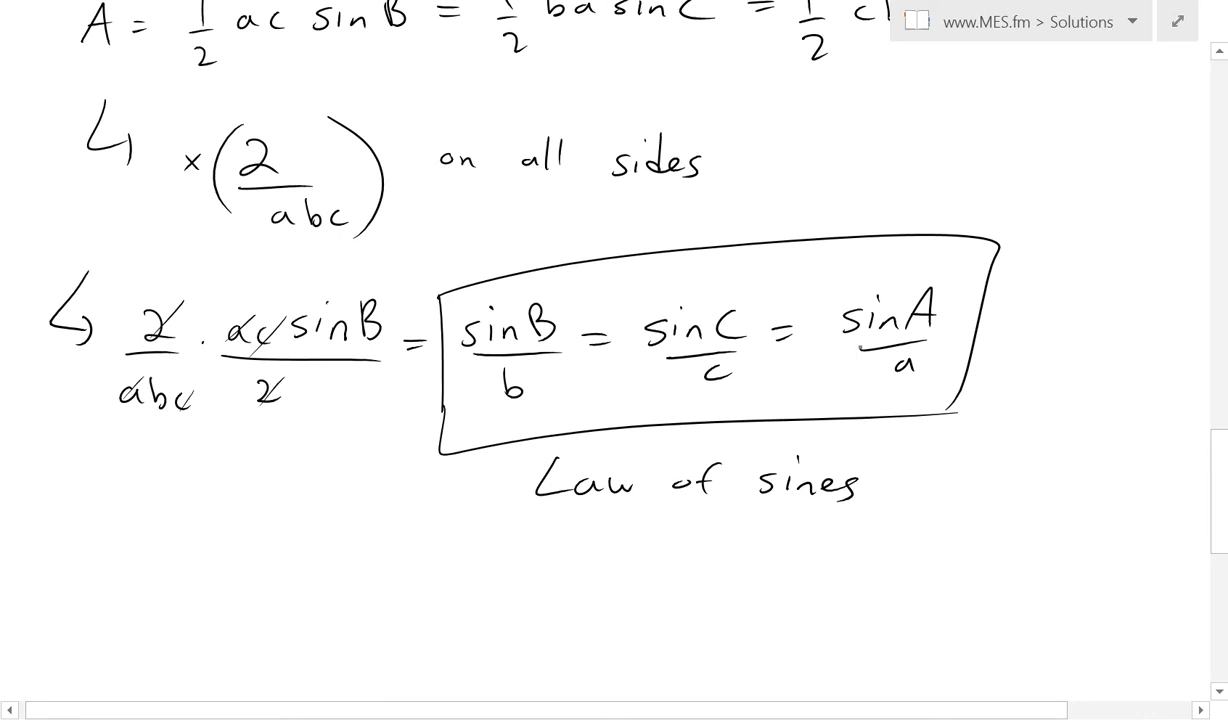 A = 1/2 ac sin B = 1/2 ba sin C = 1/2
www.MES.fm > Solutions
↳ × (2/abc) on all sides
↳ 2/abc · ac sin B/2 = sin B/b = sin C/c = sin A/a
Law of sines